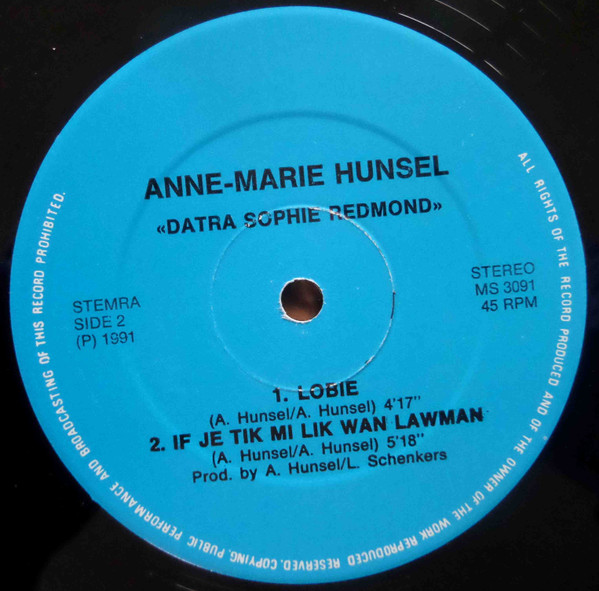 ANNE-MARIE HUNSEL
«DATRA SOPHIE REDMOND»
STEMRA
SIDE 2
(P) 1991
STEREO
MS 3091
45 RPM
1. LOBIE
(A. Hunsel/A. Hunsel) 4'17"
2. IF JE TIK MI LIK WAN LAWMAN
(A. Hunsel/A. Hunsel) 5'18"
Prod. by A. Hunsel/L. Schenkers
ALL RIGHTS OF THE RECORD PRODUCED AND OF THE OWNER OF THE WORK REPRODUCED RESERVED. COPYING, PUBLIC PERFORMANCE AND BROADCASTING OF THIS RECORD PROHIBITED.